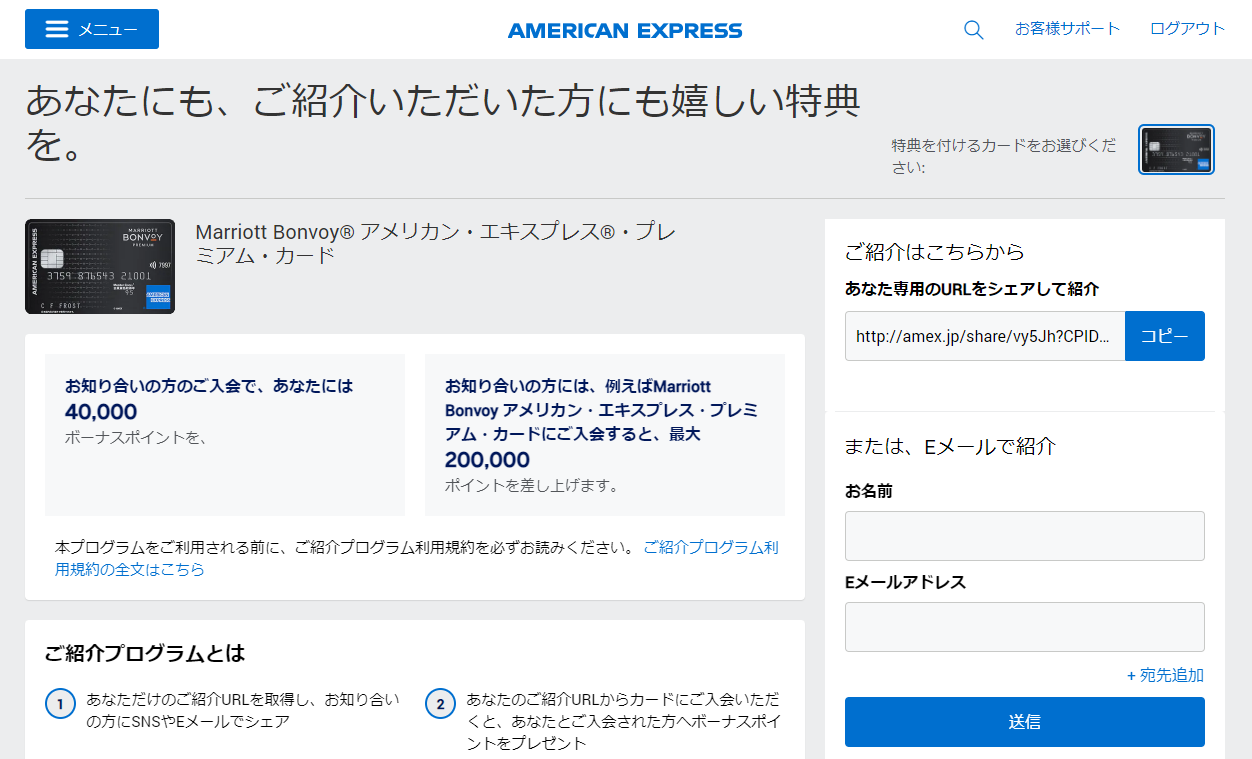 メニュー
AMERICAN EXPRESS
お客様サポート
ログアウト
あなたにも、ご紹介いただいた方にも嬉しい特典
を。
特典を付けるカードをお選びくだ
さい:
AMERICAN EXPRESS
MARRIOTT
BONVOY
PREMIUM
3759 876543 21001
C F FROST
Marriott Bonvoy® アメリカン・エキスプレス®・プレ
ミアム・カード
お知り合いの方のご入会で、あなたには
40,000
ボーナスポイントを、
お知り合いの方には、例えばMarriott
Bonvoy アメリカン・エキスプレス・プレミ
アム・カードにご入会すると、最大
200,000
ポイントを差し上げます。
本プログラムをご利用される前に、ご紹介プログラム利用規約を必ずお読みください。 ご紹介プログラム利
用規約の全文はこちら
ご紹介プログラムとは
1
あなただけのご紹介URLを取得し、お知り合い
の方にSNSやEメールでシェア
2
あなたのご紹介URLからカードにご入会いただ
くと、あなたとご入会された方へボーナスポイ
ントをプレゼント
ご紹介はこちらから
あなた専用のURLをシェアして紹介
http://amex.jp/share/vy5Jh?CPID...
コピー
または、Eメールで紹介
お名前
Eメールアドレス
+ 宛先追加
送信